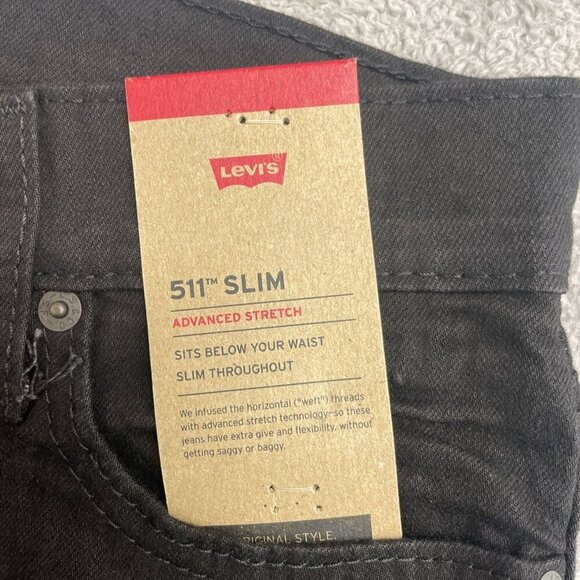 Levi's®
511™ SLIM
ADVANCED STRETCH
SITS BELOW YOUR WAIST
SLIM THROUGHOUT
We infused the horizontal ("weft") threads
with advanced stretch technology–so these
jeans have extra give and flexibility, without
getting saggy or baggy.
STYLE.